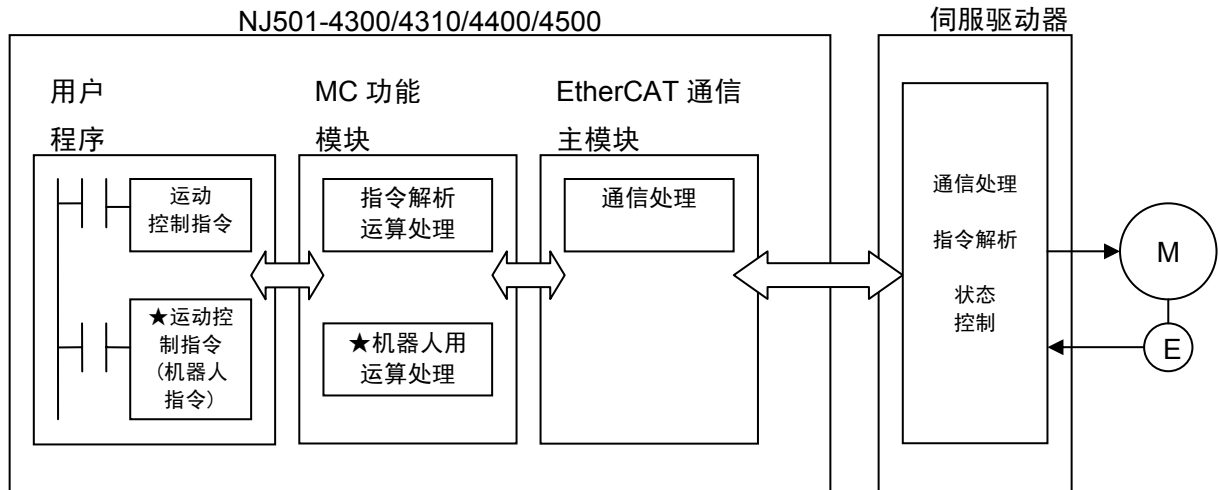 NJ501-4300/4310/4400/4500
伺服驱动器
用户
程序
MC 功能
模块
EtherCAT 通信
主模块
运动
控制指令
★运动控
制指令
(机器人
指令)
指令解析
运算处理
★机器人用
运算处理
通信处理
通信处理
指令解析
状态
控制
M
E